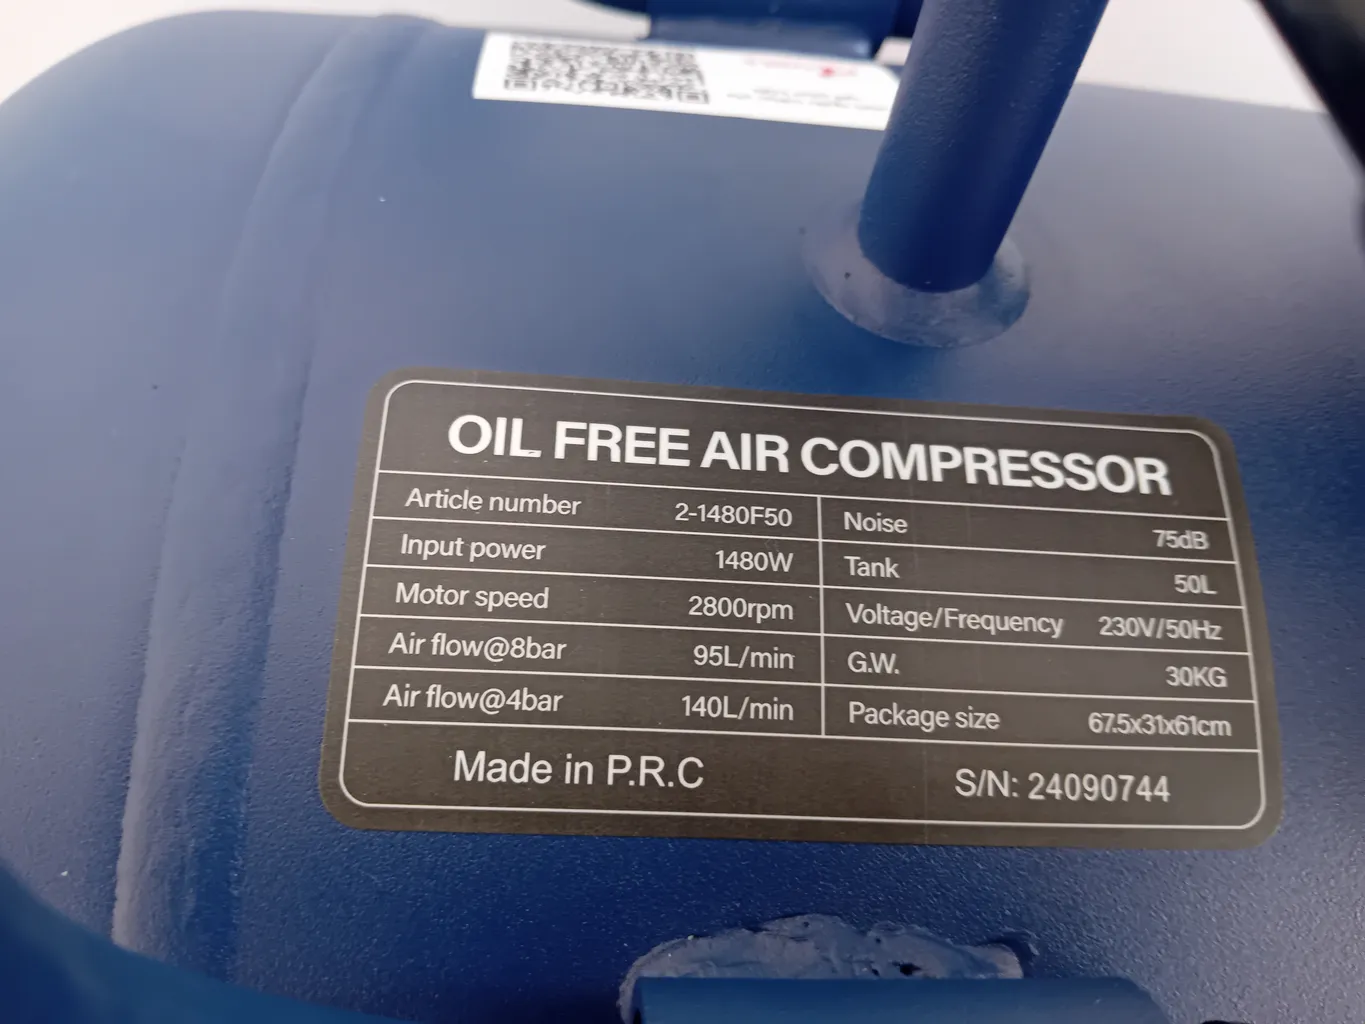 OIL FREE AIR COMPRESSOR
Article number 2-1480F50
Input power 1480W
Motor speed 2800rpm
Air flow@8bar 95L/min
Air flow@4bar 140L/min
Noise 75dB
Tank 50L
Voltage/Frequency 230V/50Hz
G.W. 30KG
Package size 67.5x31x61cm
Made in P.R.C
S/N: 24090744